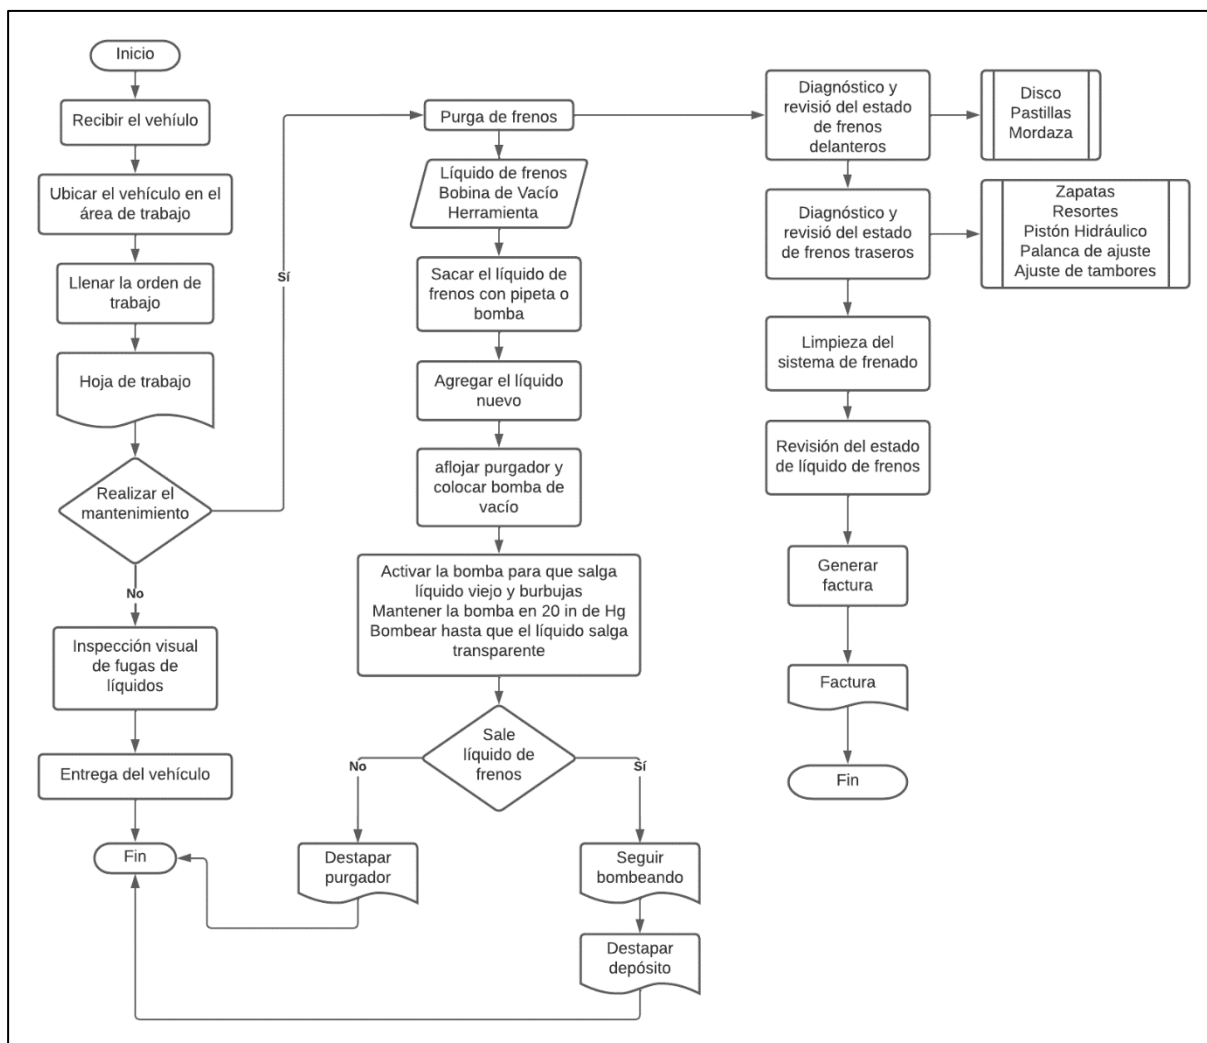 Inicio
Recibir el vehíulo
Ubicar el vehículo en el
área de trabajo
Llenar la orden de
trabajo
Hoja de trabajo
Realizar el
mantenimiento
Sí
No
Inspección visual
de fugas de
líquidos
Entrega del vehículo
Fin
Purga de frenos
Líquido de frenos
Bobina de Vacío
Herramienta
Sacar el líquido de
frenos con pipeta o
bomba
Agregar el líquido
nuevo
aflojar purgador y
colocar bomba de
vacío
Activar la bomba para que salga
líquido viejo y burbujas
Mantener la bomba en 20 in de Hg
Bombear hasta que el líquido salga
transparente
Sale
líquido de
frenos
No
Sí
Destapar
purgador
Seguir
bombeando
Destapar
depósito
Diagnóstico y
revisió del estado
de frenos
delanteros
Disco
Pastillas
Mordaza
Diagnóstico y
revisió del estado
de frenos traseros
Zapatas
Resortes
Pistón Hidráulico
Palanca de ajuste
Ajuste de tambores
Limpieza del
sistema de frenado
Revisión del estado
de líquido de frenos
Generar
factura
Factura
Fin